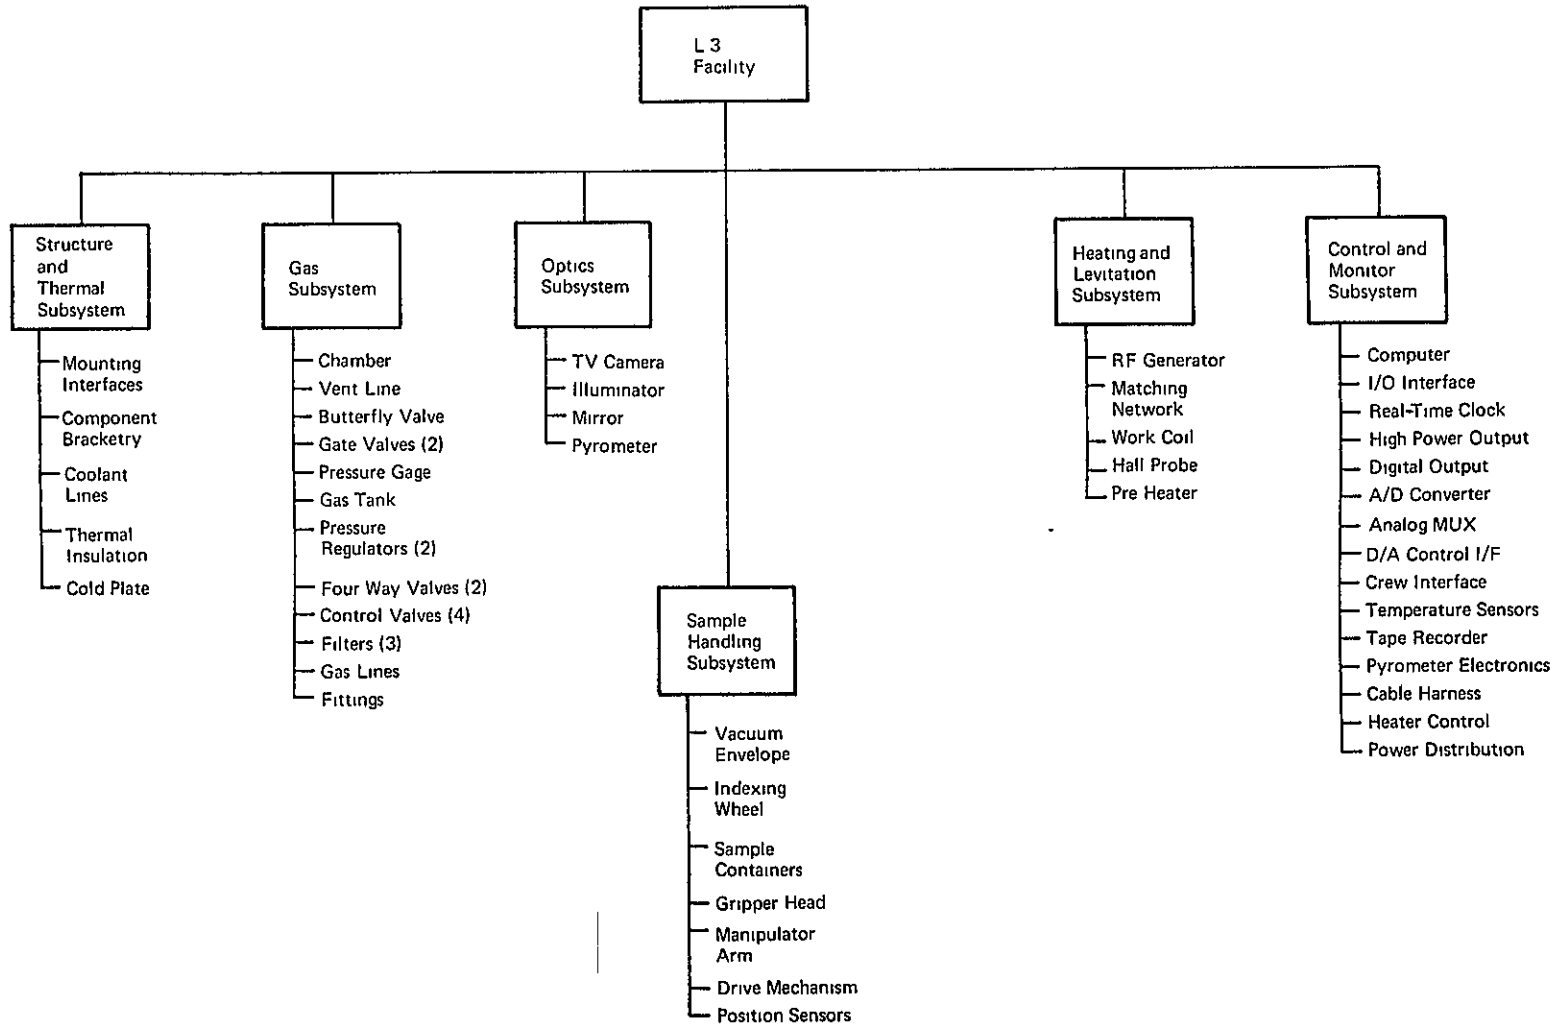 L 3
Facility
Structure
and
Thermal
Subsystem
Mounting
Interfaces
Component
Bracketry
Coolant
Lines
Thermal
Insulation
Cold Plate
Gas
Subsystem
Chamber
Vent Line
Butterfly Valve
Gate Valves (2)
Pressure Gage
Gas Tank
Pressure
Regulators (2)
Four Way Valves (2)
Control Valves (4)
Filters (3)
Gas Lines
Fittings
Optics
Subsystem
TV Camera
Illuminator
Mirror
Pyrometer
Sample
Handling
Subsystem
Vacuum
Envelope
Indexing
Wheel
Sample
Containers
Gripper Head
Manipulator
Arm
Drive Mechanism
Position Sensors
Heating and
Levitation
Subsystem
RF Generator
Matching
Network
Work Coil
Hall Probe
Pre Heater
Control and
Monitor
Subsystem
Computer
I/O Interface
Real-Time Clock
High Power Output
Digital Output
A/D Converter
Analog MUX
D/A Control I/F
Crew Interface
Temperature Sensors
Tape Recorder
Pyrometer Electronics
Cable Harness
Heater Control
Power Distribution